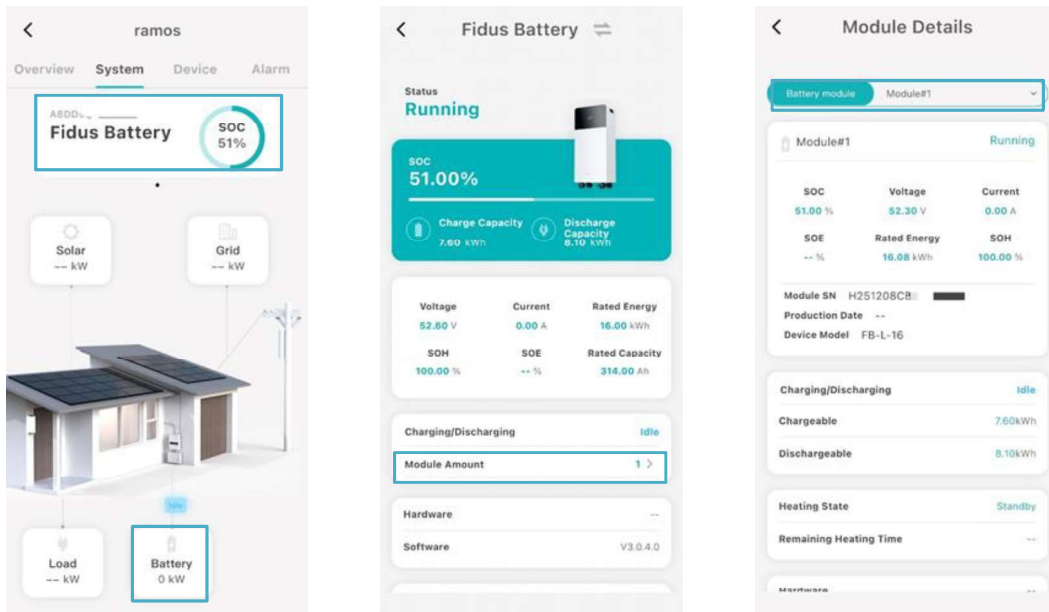 ramos
Overview System Device Alarm
Fidus Battery
SOC
51%
Solar
-- kW
Grid
-- kW
Load
-- kW
Battery
0 kW
Fidus Battery
Status
Running
SOC
51.00%
Charge Capacity
7.60 kWh
Discharge
Capacity
8.10 kWh
Voltage Current Rated Energy
52.60 V 0.00 A 16.00 kWh
SOH SOE Rated Capacity
100.00 % -- % 314.00 Ah
Charging/Discharging Idle
Module Amount 1 >
Hardware --
Software V3.0.4.0
Module Details
Battery module Module#1
Module#1 Running
SOC Voltage Current
51.00 % 52.30 V 0.00 A
SOE Rated Energy SOH
-- % 16.08 kWh 100.00 %
Module SN H251208CB
Production Date --
Device Model FB-L-16
Charging/Discharging Idle
Chargeable 7.60kWh
Dischargeable 8.10kWh
Heating State Standby
Remaining Heating Time --
Hardware --